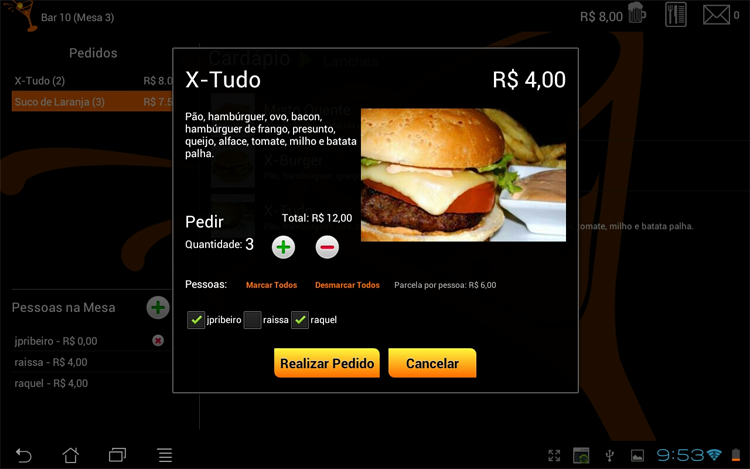 Bar 10 (Mesa 3)
R$ 8,00
0
Pedidos
X-Tudo (2) R$ 8.0
Suco de Laranja (3) R$ 7.5
Cardápio Lanches
Misto Quente
X-Burger
X-Tudo
R$ 4,00
Pão, hambúrguer, ovo, bacon,
hambúrguer de frango, presunto,
queijo, alface, tomate, milho e batata
palha.
tomate, milho e batata palha.
Pedir
Total: R$ 12,00
Quantidade: 3
Pessoas: Marcar Todos Desmarcar Todos Parcela por pessoa: R$ 6,00
jpribeiro raissa raquel
Realizar Pedido Cancelar
Pessoas na Mesa
jpribeiro - R$ 0,00
raissa - R$ 4,00
raquel - R$ 4,00
9:53